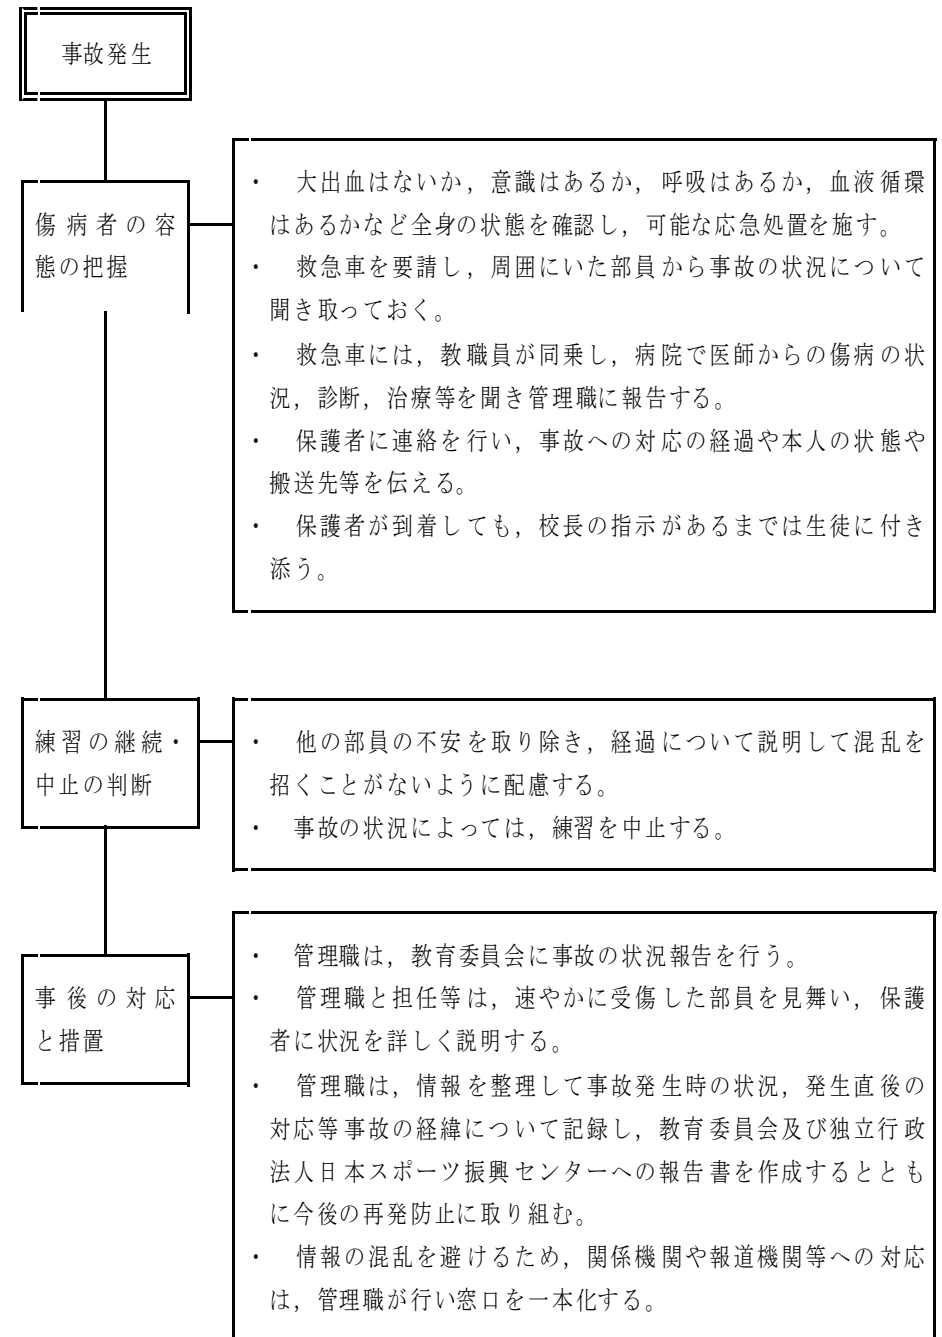 事故発生
傷病者の容
態の把握
・　大出血はないか，意識はあるか，呼吸はあるか，血液循環
はあるかなど全身の状態を確認し，可能な応急処置を施す。
・　救急車を要請し，周囲にいた部員から事故の状況について
聞き取っておく。
・　救急車には，教職員が同乗し，病院で医師からの傷病の状
況，診断，治療等を聞き管理職に報告する。
・　保護者に連絡を行い，事故への対応の経過や本人の状態や
搬送先等を伝える。
・　保護者が到着しても，校長の指示があるまでは生徒に付き
添う。
練習の継続・
中止の判断
・　他の部員の不安を取り除き，経過について説明して混乱を
招くことがないように配慮する。
・　事故の状況によっては，練習を中止する。
事後の対応
と措置
・　管理職は，教育委員会に事故の状況報告を行う。
・　管理職と担任等は，速やかに受傷した部員を見舞い，保護
者に状況を詳しく説明する。
・　管理職は，情報を整理して事故発生時の状況，発生直後の
対応等事故の経緯について記録し，教育委員会及び独立行政
法人日本スポーツ振興センターへの報告書を作成するととも
に今後の再発防止に取り組む。
・　情報の混乱を避けるため，関係機関や報道機関等への対応
は，管理職が行い窓口を一本化する。